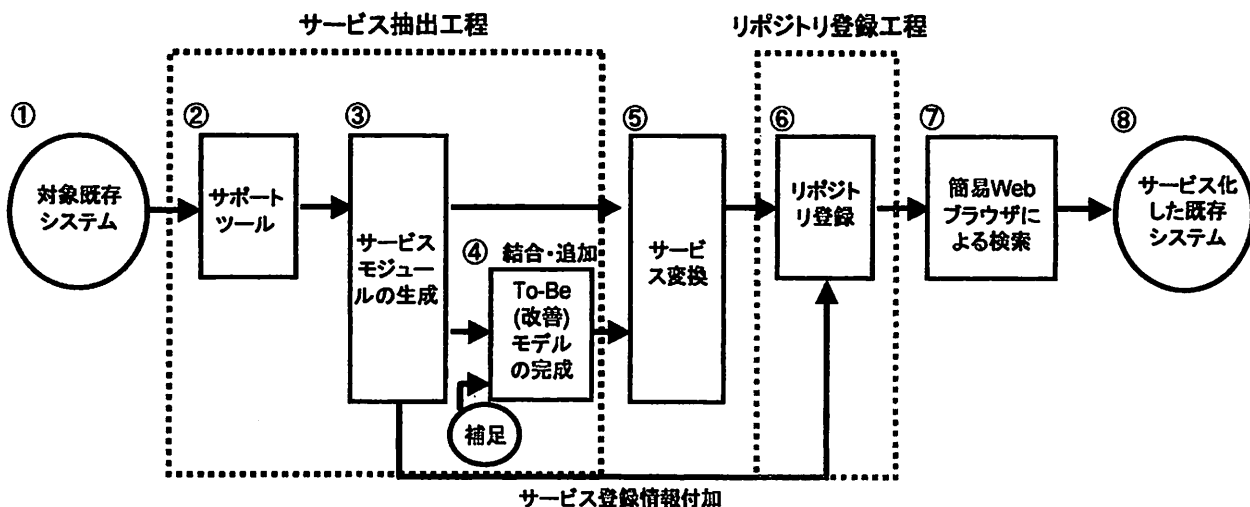 サービス抽出工程
リポジトリ登録工程
①
対象既存
システム
②
サポート
ツール
③
サービス
モジュー
ルの生成
④
結合・追加
To-Be
(改善)
モデル
の完成
補足
⑤
サービ
ス変換
⑥
リポジト
リ登録
⑦
簡易Web
ブラウザに
よる検索
⑧
サービス化
した既存
システム
サービス登録情報付加